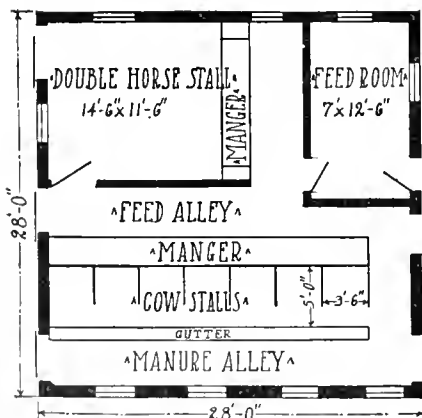 DOUBLE HORSE STALL
14'-6" x 11'-6"
MANGER
FEED ROOM
7' x 12'-6"
FEED ALLEY
MANGER
COW STALLS
5'-0"
3'-6"
GUTTER
MANURE ALLEY
28'-0"
28'-0"